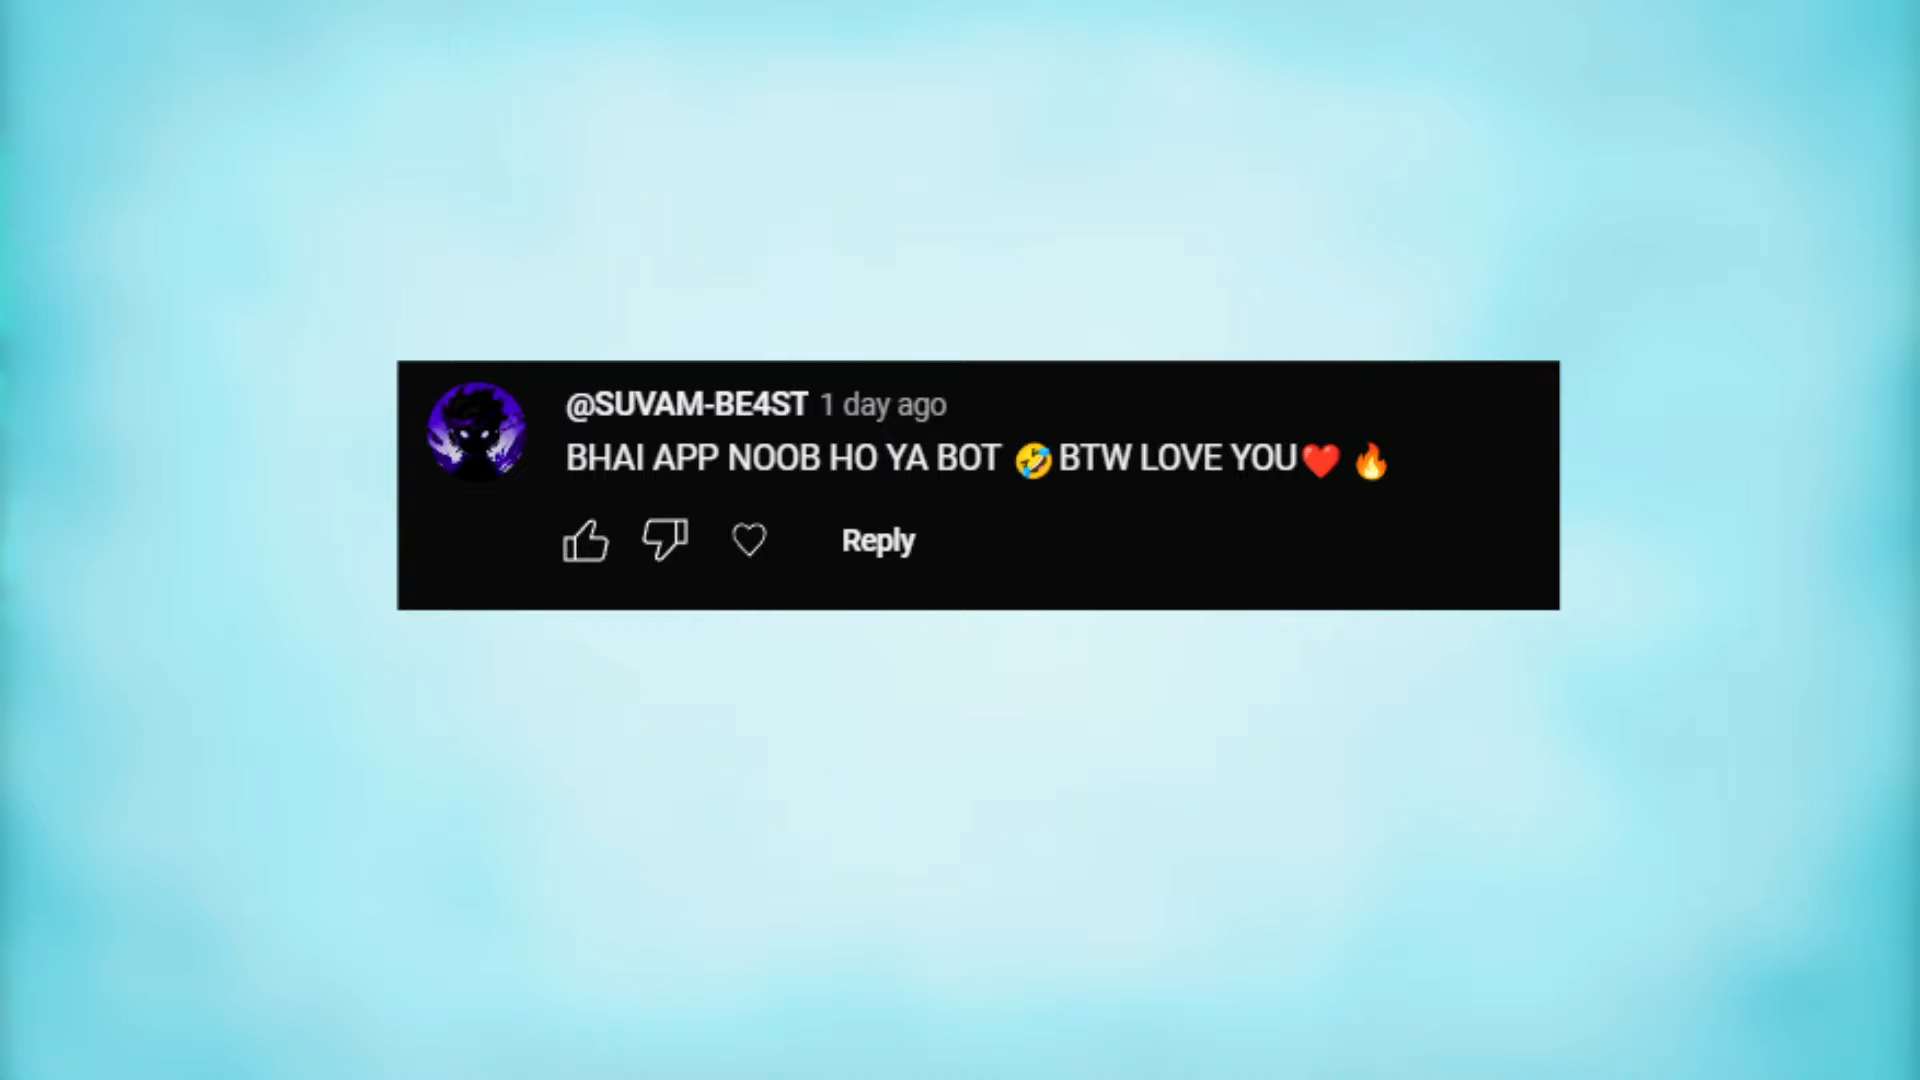 @SUVAM-BE4ST 1 day ago
BHAI APP NOOB HO YA BOT 🤣BTW LOVE YOU❤️ 🔥
Reply